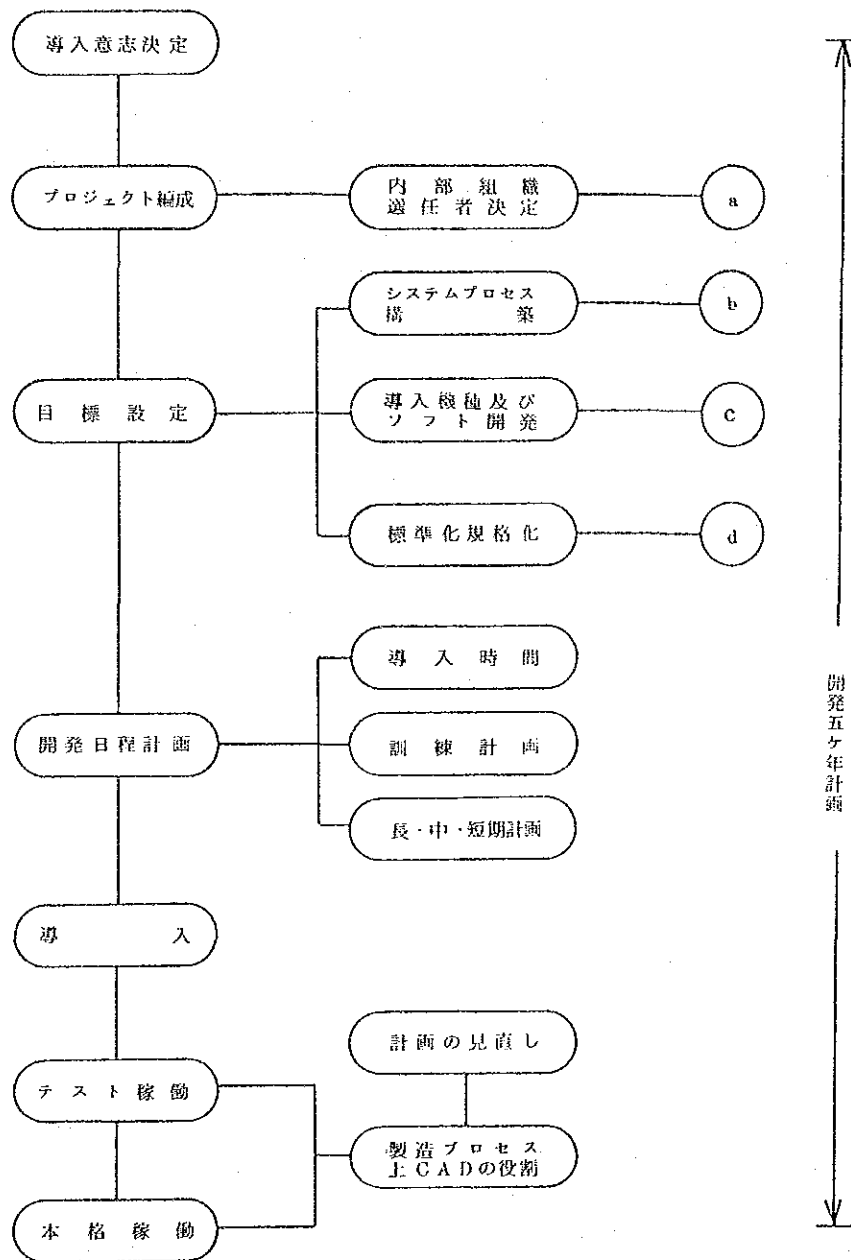 導入意志決定
プロジェクト編成
内部組織
選任者決定
a
システムプロセス
構築
b
目標設定
導入機種及び
ソフト開発
c
標準化規格化
d
導入時間
開発日程計画
訓練計画
長・中・短期計画
導入
計画の見直し
テスト稼働
製造プロセス
上CADの役割
本格稼働
開発五ケ年計画